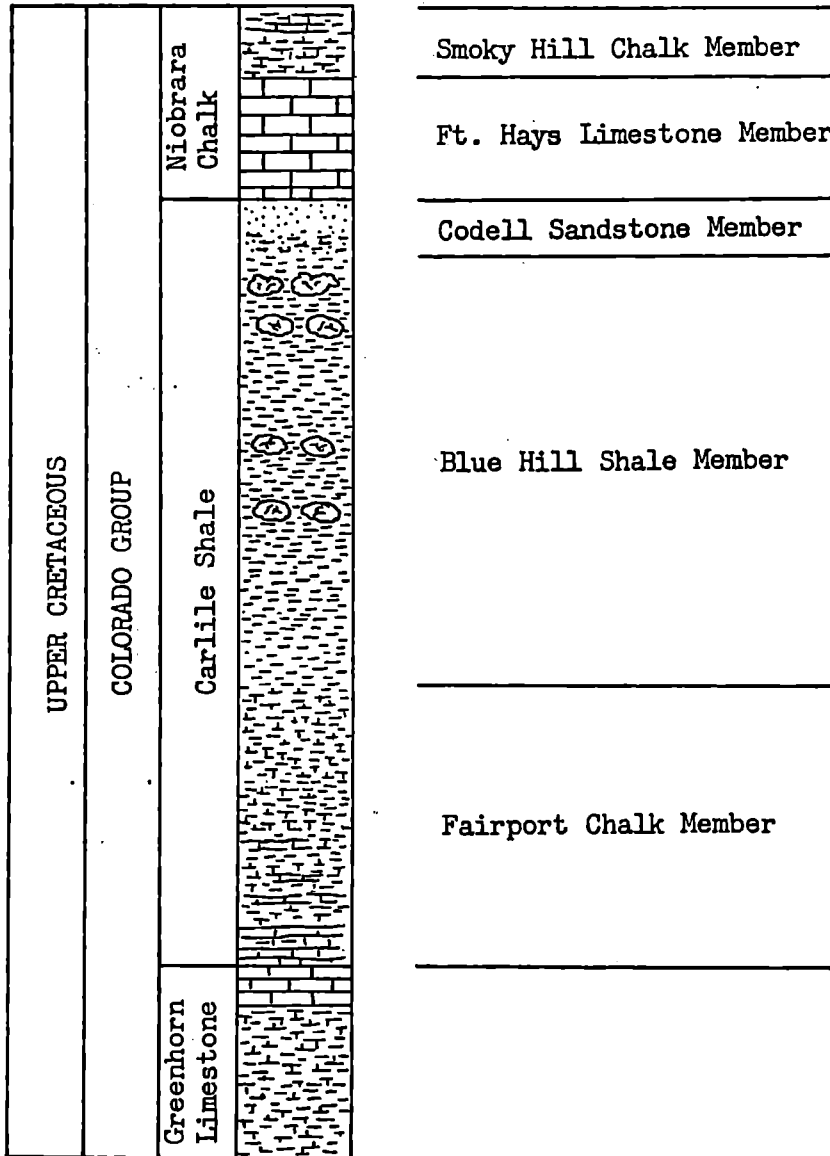 UPPER CRETACEOUS
COLORADO GROUP
Niobrara
Chalk
Carlile Shale
Greenhorn
Limestone
Smoky Hill Chalk Member
Ft. Hays Limestone Member
Codell Sandstone Member
Blue Hill Shale Member
Fairport Chalk Member